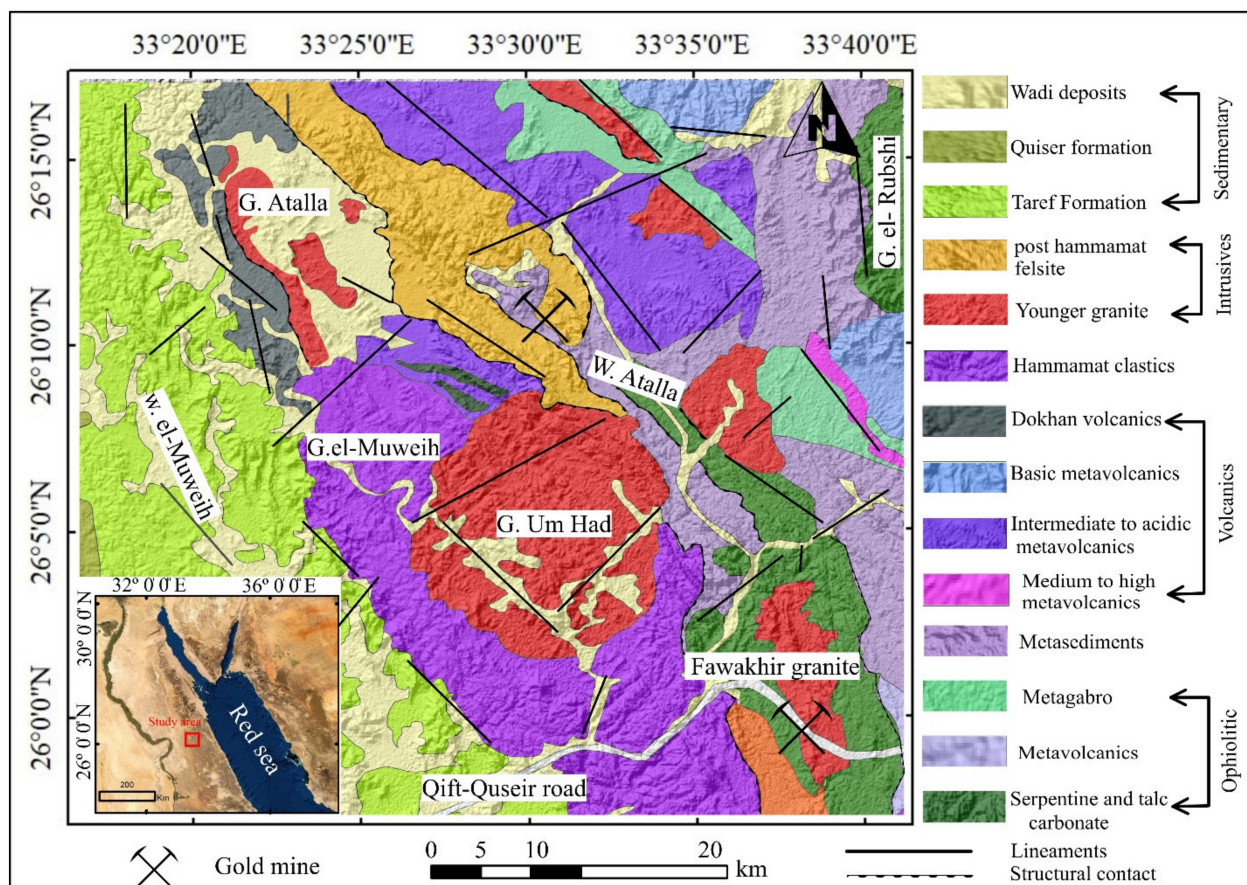 33°20'0"E 33°25'0"E 33°30'0"E 33°35'0"E 33°40'0"E
26°15'0"N
26°10'0"N
26°5'0"N
26°0'0"N
N
G. Atalla
G. el- Rubshi
W. Atalla
w. el-Muweih
G.el-Muweih
G. Um Had
Fawakhir granite
Qift-Quseir road
32°0'0"E 36°0'0"E
30°0'0"N
26°0'0"N
Study area
Red sea
200
Km
Wadi deposits
Quiser formation
Taref Formation
Sedimentary
post hammamat
felsite
Younger granite
Intrusives
Hammamat clastics
Dokhan volcanics
Basic metavolcanics
Intermediate to acidic
metavolcanics
Medium to high
metavolcanics
Volcanics
Metasediments
Metagabro
Metavolcanics
Serpentine and talc
carbonate
Ophiolitic
Gold mine
0 5 10 20
km
Lineaments
Structural contact